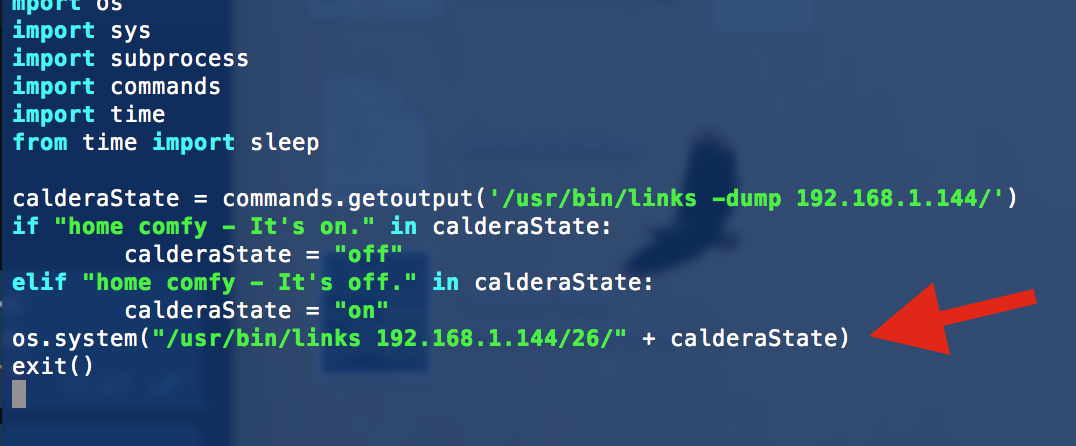 mport os
import sys
import subprocess
import commands
import time
from time import sleep
calderaState = commands.getoutput('/usr/bin/links -dump 192.168.1.144/')
if "home comfy - It's on." in calderaState:
calderaState = "off"
elif "home comfy - It's off." in calderaState:
calderaState = "on"
os.system("/usr/bin/links 192.168.1.144/26/" + calderaState)
exit()